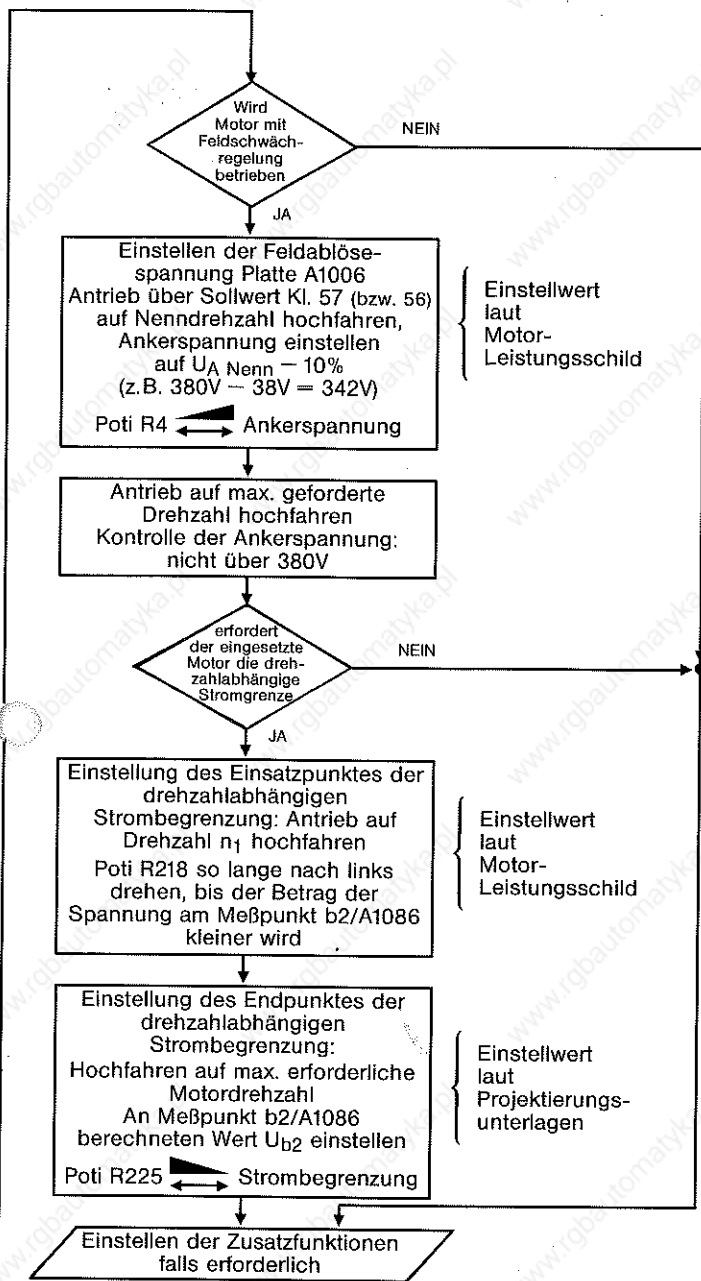 Wird
Motor mit
Feldschwäch-
regelung
betrieben
NEIN
JA
Einstellen der Feldablöse-
spannung Platte A1006
Antrieb über Sollwert Kl. 57 (bzw. 56)
auf Nenndrehzahl hochfahren,
Ankerspannung einstellen
auf UA Nenn – 10%
(z.B. 380V – 38V = 342V)
Poti R4 Ankerspannung
Einstellwert
laut
Motor-
Leistungsschild
Antrieb auf max. geforderte
Drehzahl hochfahren
Kontrolle der Ankerspannung:
nicht über 380V
erfordert
der eingesetzte
Motor die dreh-
zahlabhängige
Stromgrenze
NEIN
JA
Einstellung des Einsatzpunktes der
drehzahlabhängigen
Strombegrenzung: Antrieb auf
Drehzahl n1 hochfahren
Poti R218 so lange nach links
drehen, bis der Betrag der
Spannung am Meßpunkt b2/A1086
kleiner wird
Einstellwert
laut
Motor-
Leistungsschild
Einstellung des Endpunktes der
drehzahlabhängigen
Strombegrenzung:
Hochfahren auf max. erforderliche
Motordrehzahl
An Meßpunkt b2/A1086
berechneten Wert Ub2 einstellen
Poti R225 Strombegrenzung
Einstellwert
laut
Projektierungs-
unterlagen
Einstellen der Zusatzfunktionen
falls erforderlich
www.rgbautomatyka.pl